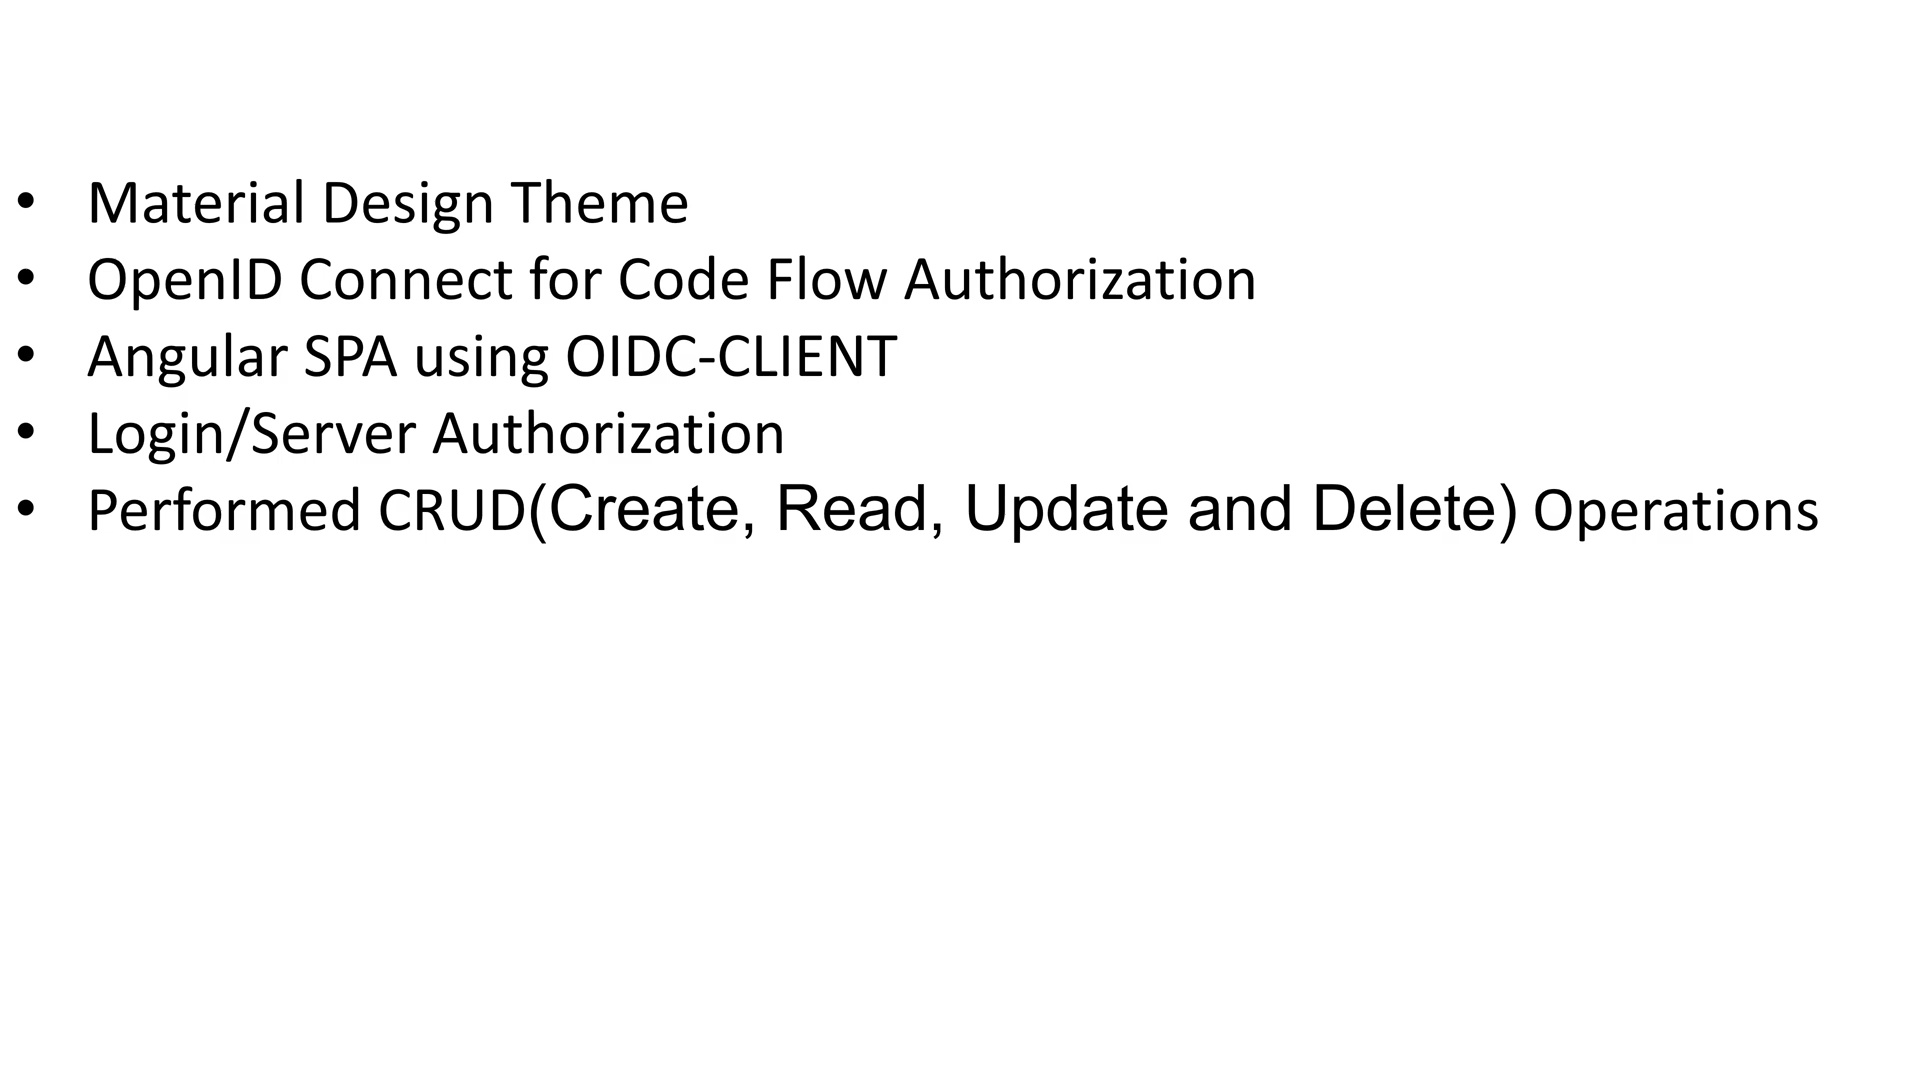 • Material Design Theme
• OpenID Connect for Code Flow Authorization
• Angular SPA using OIDC-CLIENT
• Login/Server Authorization
• Performed CRUD(Create, Read, Update and Delete) Operations